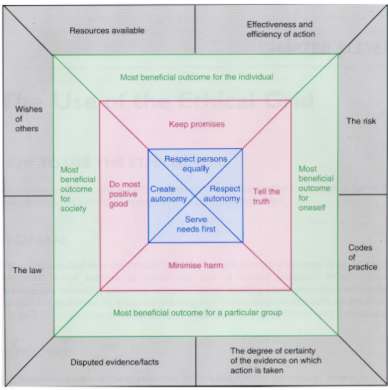 Resources available
Effectiveness and
efficiency of action
Most beneficial outcome for the individual
Wishes
of
others
Keep promises
The risk
Respect persons
equally
Most
beneficial
outcome
for
society
Do most
positive
good
Create
autonomy
Respect
autonomy
Tell the
truth
Most
beneficial
outcome
for
oneself
Serve
needs first
The law
Minimise harm
Codes
of
practice
Most beneficial outcome for a particular group
Disputed evidence/facts
The degree of certainty
of the evidence on which
action is taken